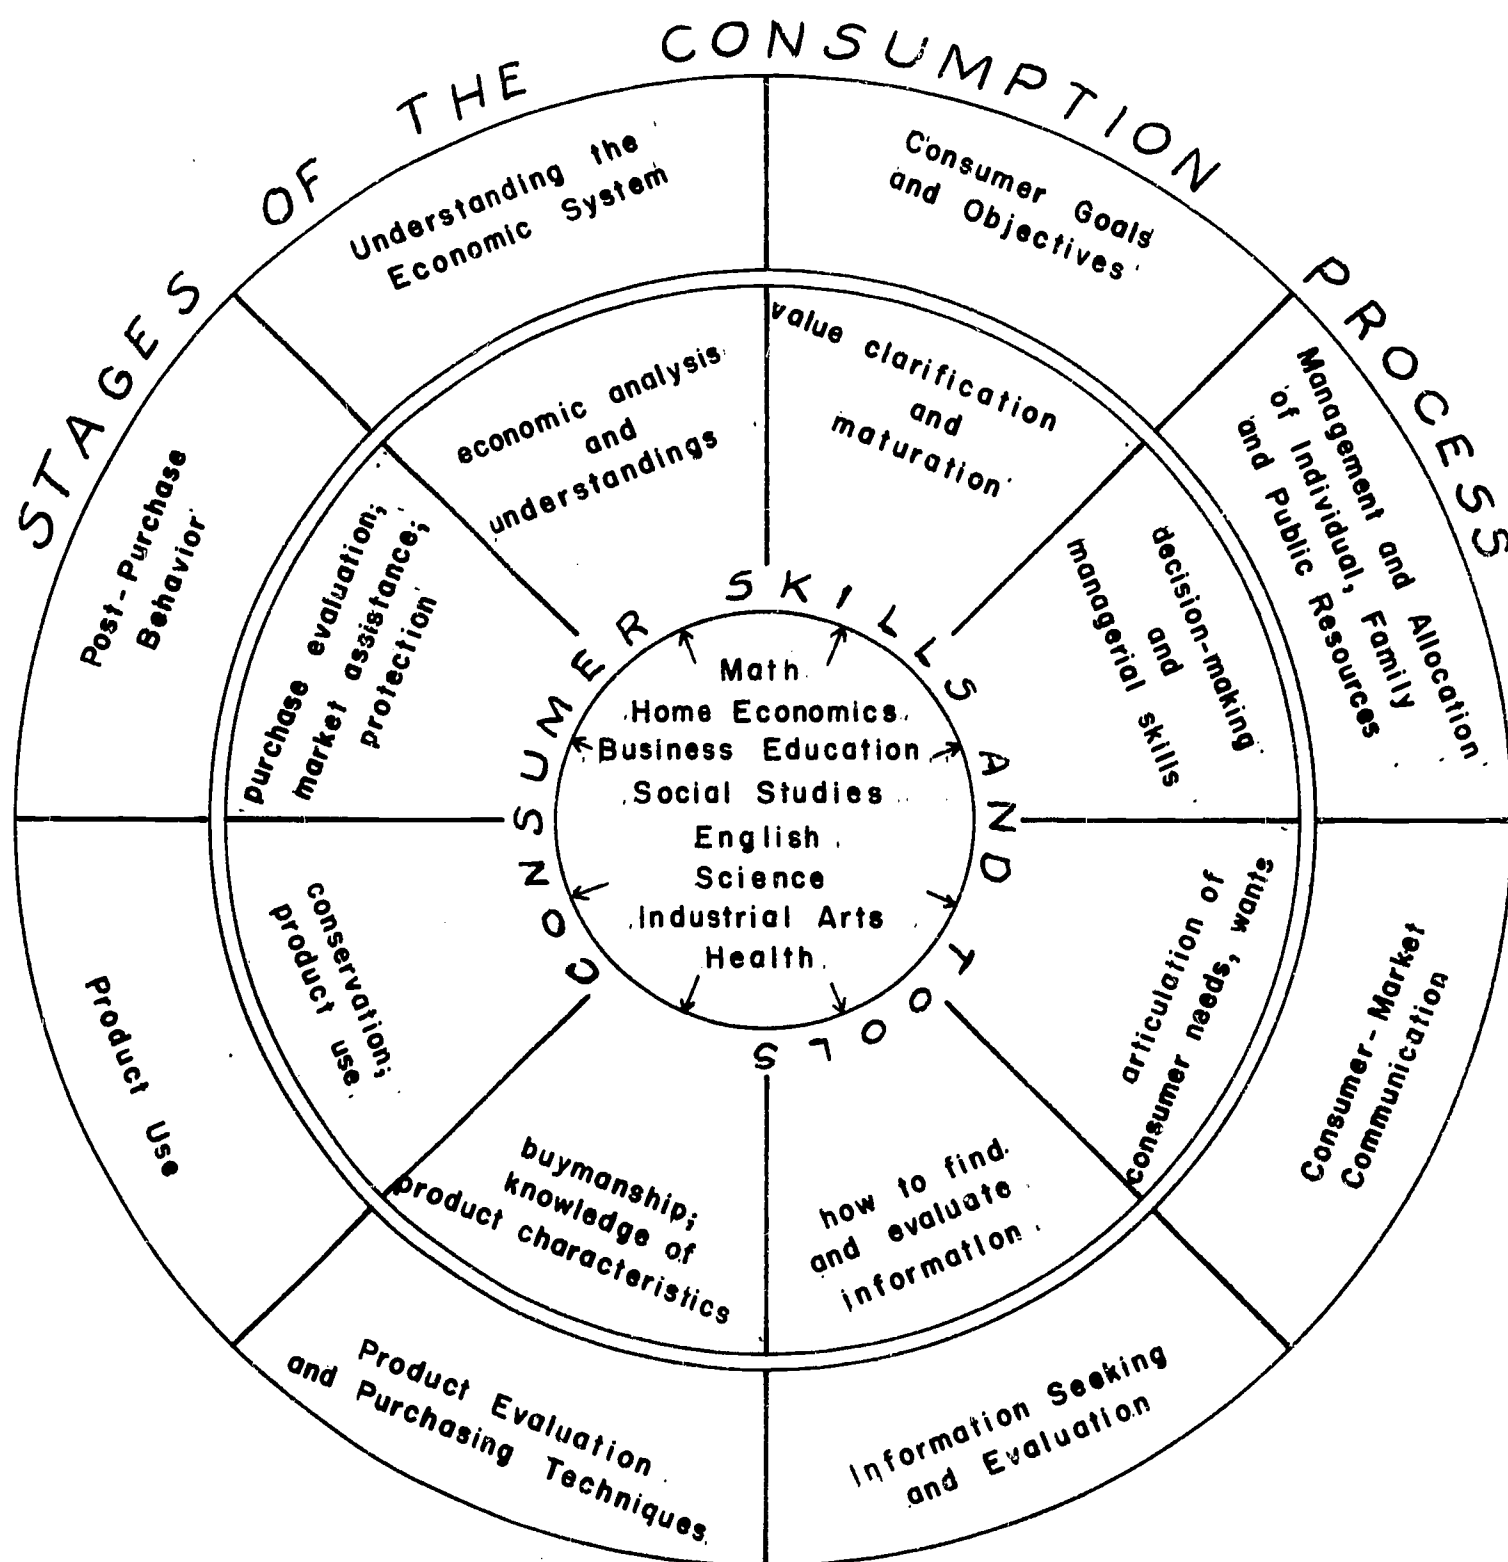 STAGES OF THE CONSUMPTION PROCESS
Understanding the
Economic System
Consumer Goals
and Objectives
Management and Allocation
of Individual, Family
and Public Resources
Consumer-Market
Communication
Information Seeking
and Evaluation
Product Evaluation
and Purchasing Techniques
Product Use
Post-Purchase
Behavior
economic analysis
and
understandings
value clarification
and
maturation
decision-making
and
managerial skills
articulation of
consumer needs, wants
how to find
and evaluate
information
buymanship;
knowledge of
product characteristics
conservation;
product use
purchase evaluation;
market assistance;
protection
CONSUMER SKILLS AND TOOLS
Math
Home Economics
Business Education
Social Studies
English
Science
Industrial Arts
Health